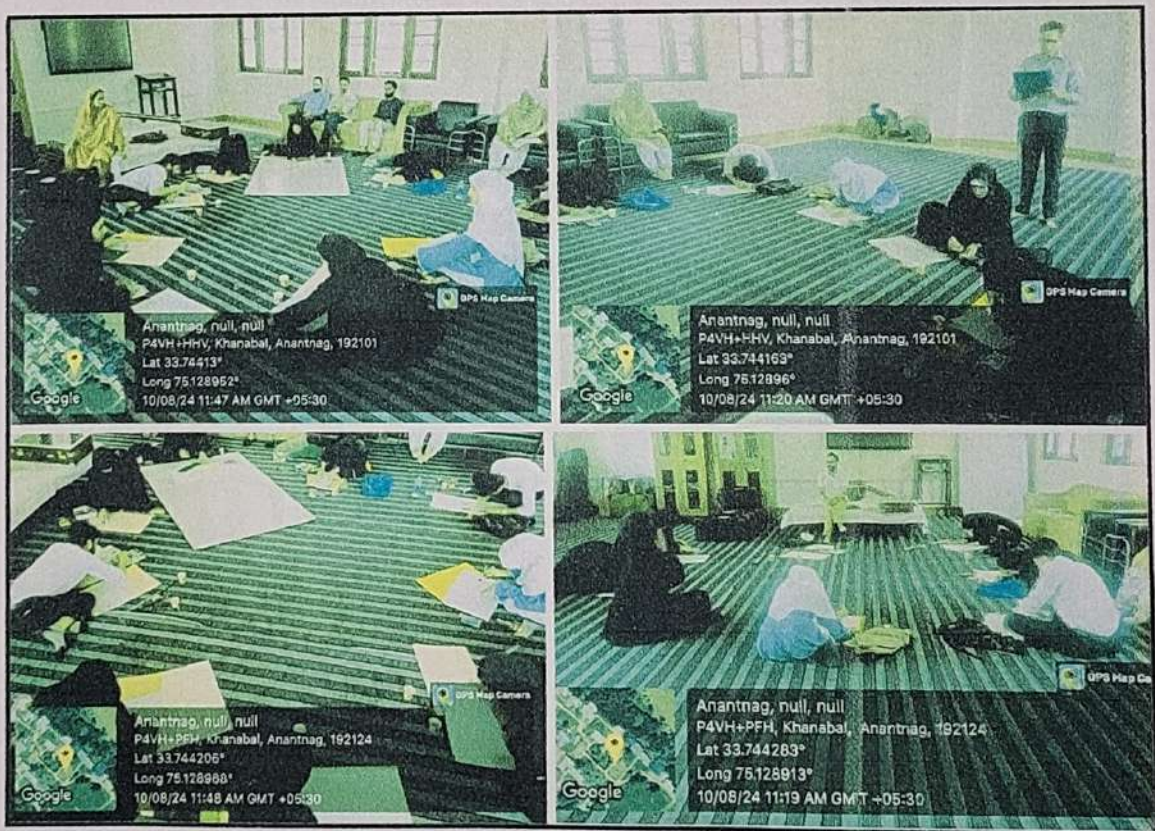 GPS Map Camera
Anantnag, null, null
P4VH+HHV, Khanabal, Anantnag, 192101
Lat 33.74413°
Long 75.128952°
10/08/24 11:47 AM GMT +05:30
Google
GPS Map Camera
Anantnag, null, null
P4VH+HHV, Khanabal, Anantnag, 192101
Lat 33.744163°
Long 75.12896°
10/08/24 11:20 AM GMT +05:30
Google
GPS Map Camera
Anantnag, null, null
P4VH+PFH, Khanabal, Anantnag, 192124
Lat 33.744206°
Long 75.128988°
10/08/24 11:48 AM GMT +05:30
Google
GPS Map Ca
Anantnag, null, null
P4VH+PFH, Khanabal, Anantnag, 192124
Lat 33.744283°
Long 75.128913°
10/08/24 11:19 AM GMT +05:30
Google